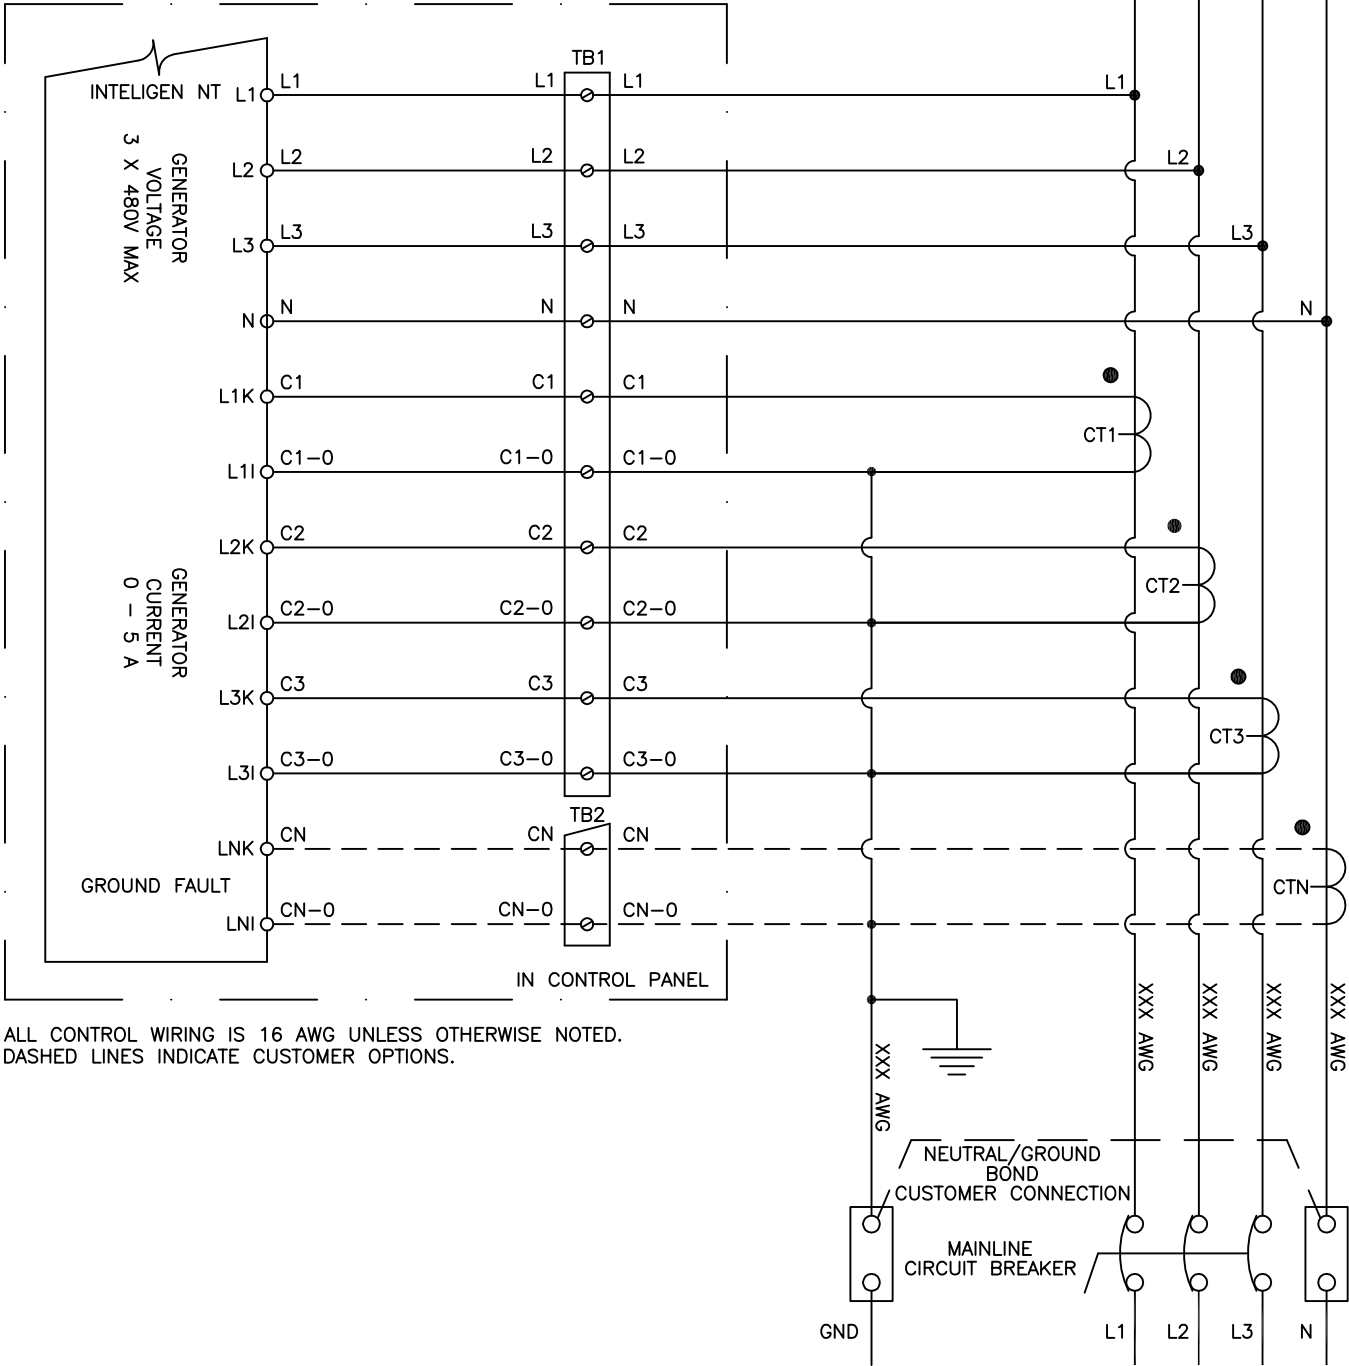 TB1
INTELIGEN NT L1 L1 L1 L1 L1
GENERATOR
VOLTAGE
3 X 480V MAX
L2 L2 L2 L2 L2
L3 L3 L3 L3 L3
N N N N N
L1K C1 C1 C1
CT1
L1I C1-0 C1-0 C1-0
L2K C2 C2 C2
GENERATOR
CURRENT
0 - 5 A
CT2
L2I C2-0 C2-0 C2-0
L3K C3 C3 C3
CT3
L3I C3-0 C3-0 C3-0
TB2
LNK CN CN CN
GROUND FAULT
CTN
LNI CN-0 CN-0 CN-0
IN CONTROL PANEL
XXX AWG
XXX AWG
XXX AWG
XXX AWG
ALL CONTROL WIRING IS 16 AWG UNLESS OTHERWISE NOTED.
DASHED LINES INDICATE CUSTOMER OPTIONS.
XXX AWG
NEUTRAL/GROUND
BOND
CUSTOMER CONNECTION
MAINLINE
CIRCUIT BREAKER
GND L1 L2 L3 N